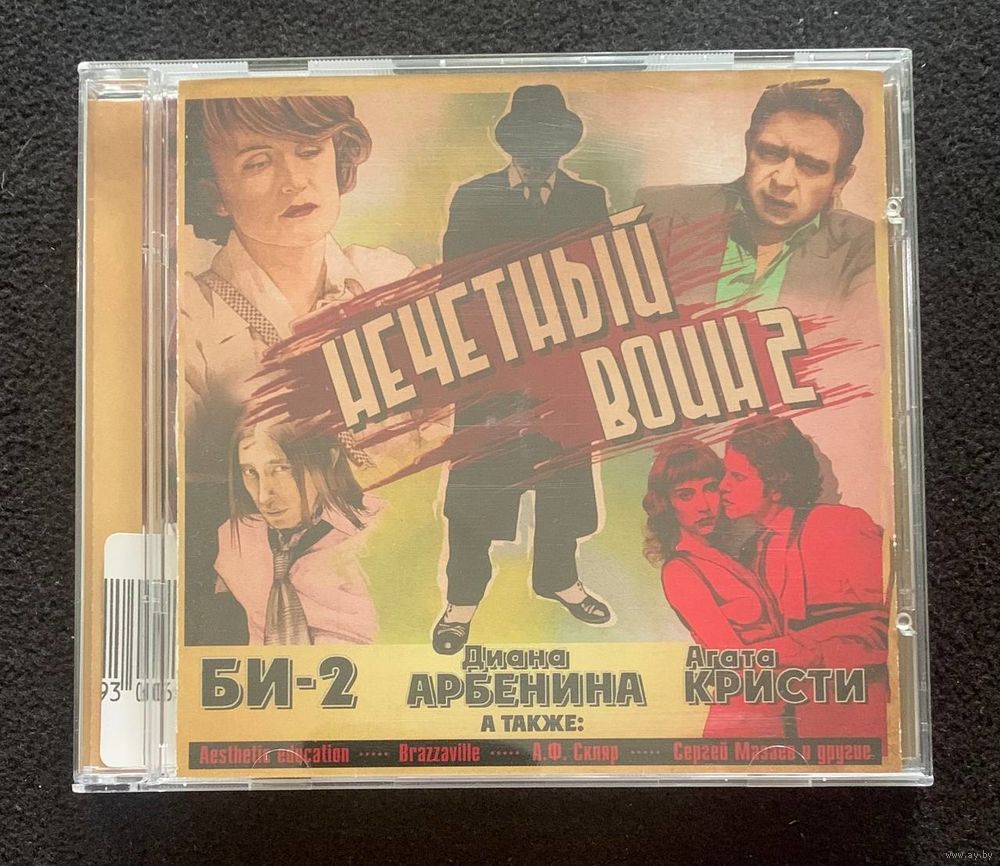 НЕЧЕТНЫЙ
ВОИН 2
БИ-2
Диана
АРБЕНИНА
Агата
КРИСТИ
А ТАКЖЕ:
Aesthetic education ····· Brazzaville ····· А.Ф. Скляр ····· Сергей Мазаев и другие
93
www.ay.by